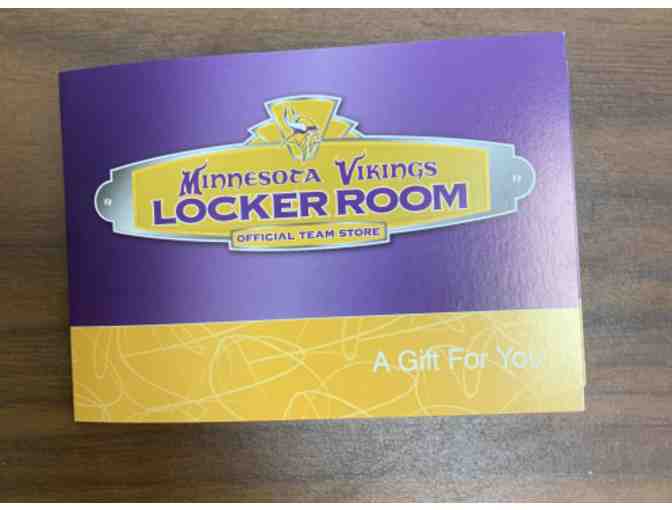 Minnesota Vikings
LOCKER ROOM
OFFICIAL TEAM STORE
A Gift For You